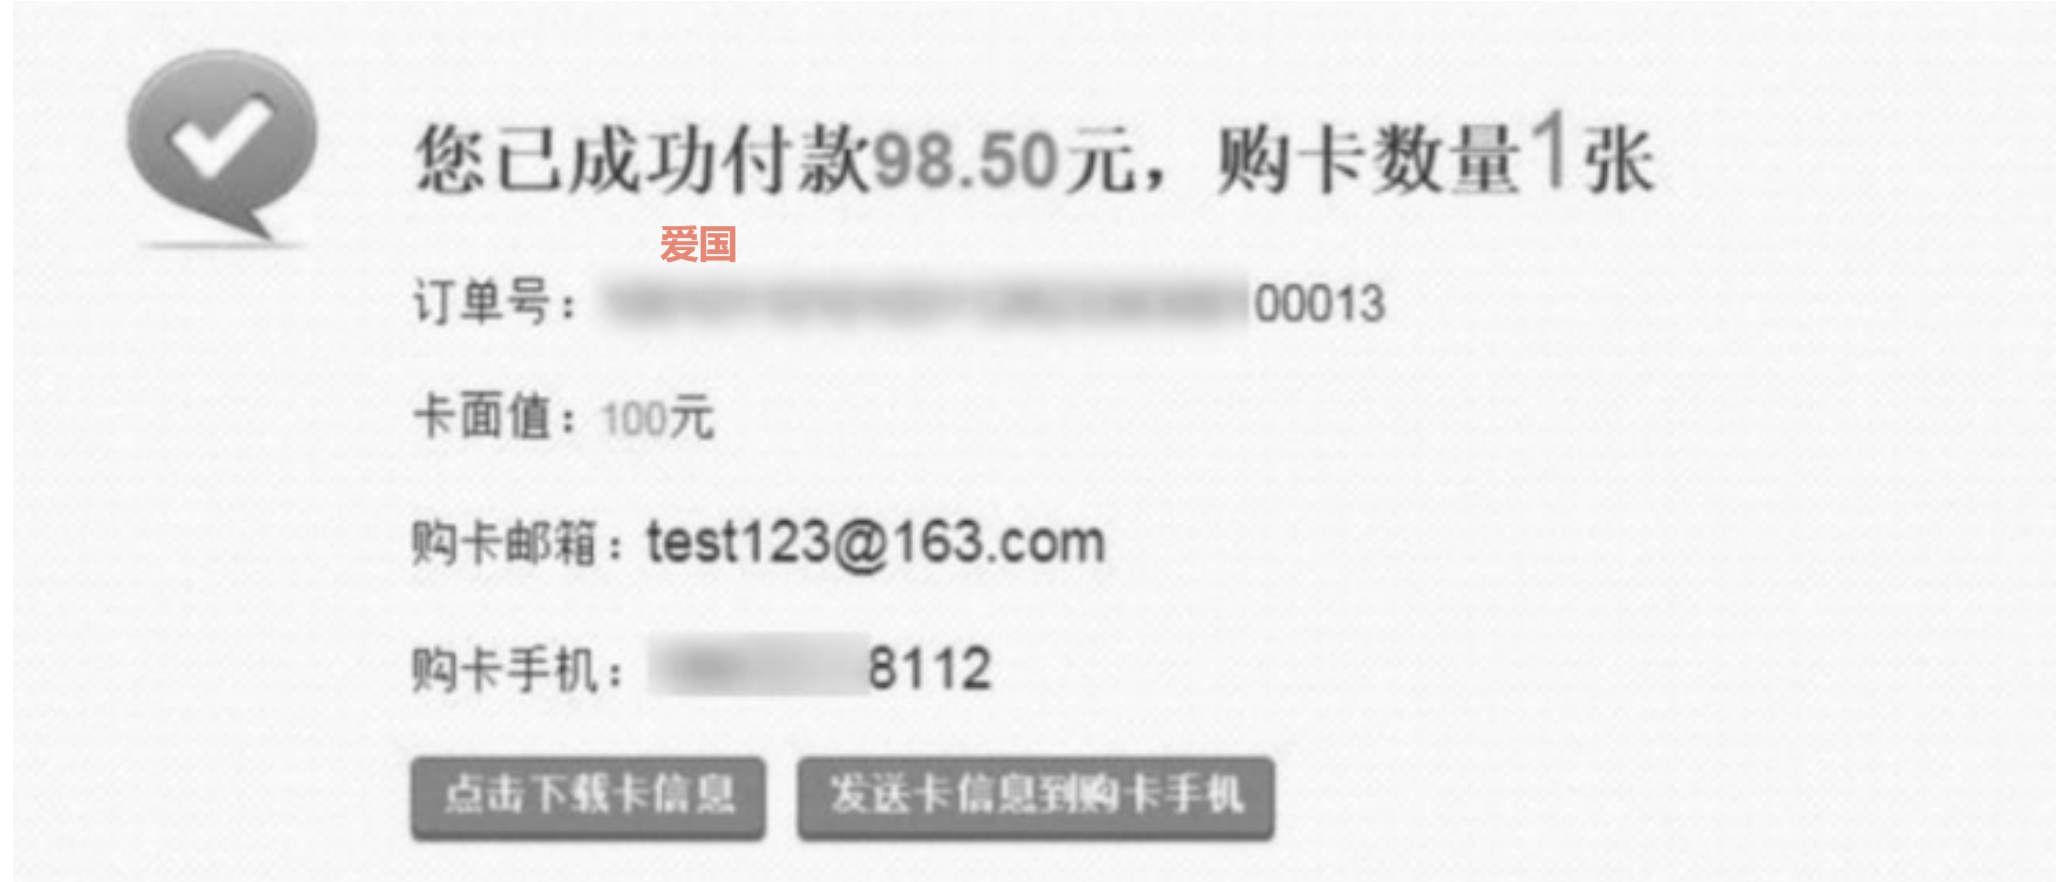 您已成功付款98.50元，购卡数量1张
爱国
订单号：00013
卡面值：100元
购卡邮箱：test123@163.com
购卡手机：8112
点击下载卡信息
发送卡信息到购卡手机